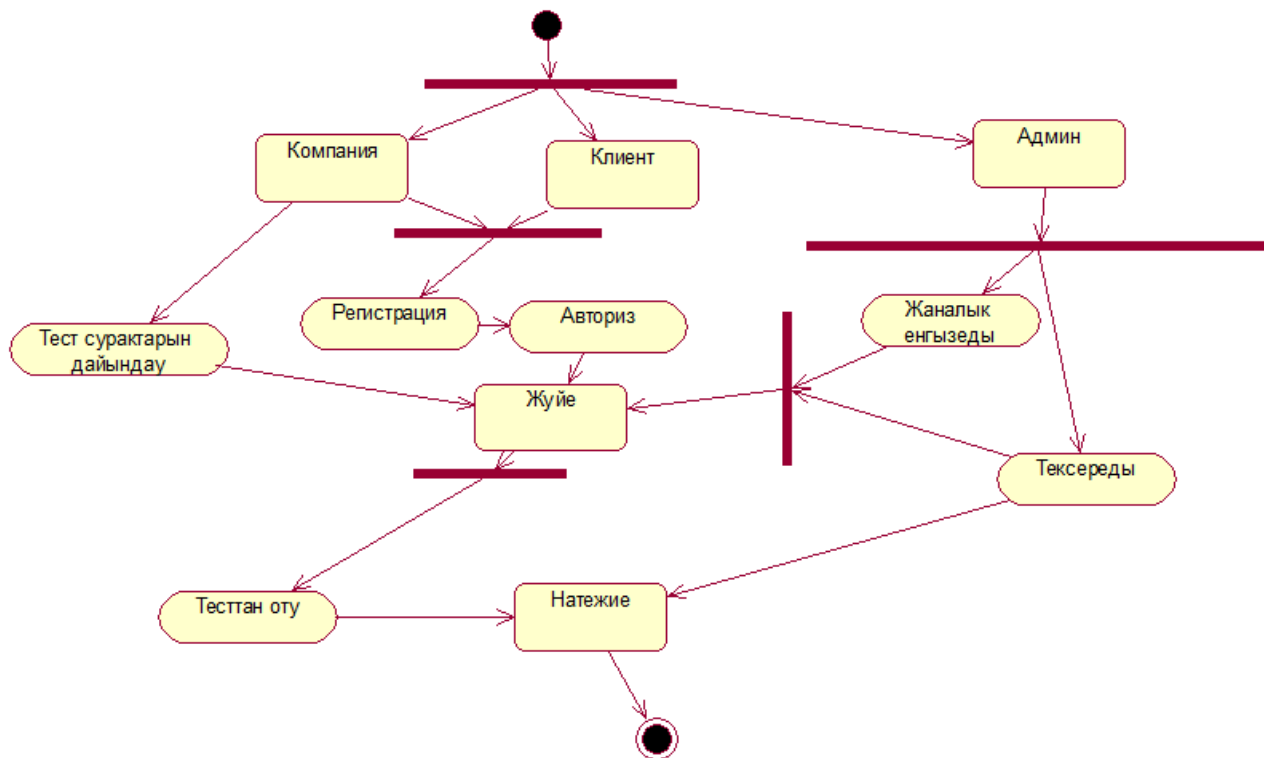 Компания
Клиент
Админ
Регистрация
Авториз
Жаналык
енгызеды
Тест сурактарын
дайындау
Жуйе
Тексереды
Тесттан оту
Натежие